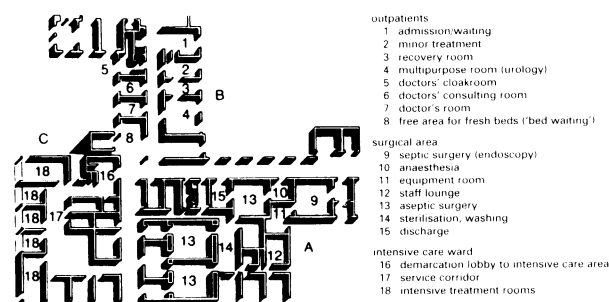 outpatients
1 admission/waiting
2 minor treatment
3 recovery room
4 multipurpose room (urology)
5 doctors' cloakroom
6 doctors' consulting room
7 doctor's room
8 free area for fresh beds ('bed waiting')
surgical area
9 septic surgery (endoscopy)
10 anaesthesia
11 equipment room
12 staff lounge
13 aseptic surgery
14 sterilisation, washing
15 discharge
intensive care ward
16 demarcation lobby to intensive care area
17 service corridor
18 intensive treatment rooms
1
5 2
6 3 B
7 4
8
C
18 16
18 15 13 10 9
18 17 11
18 13 14 A
12
18 13